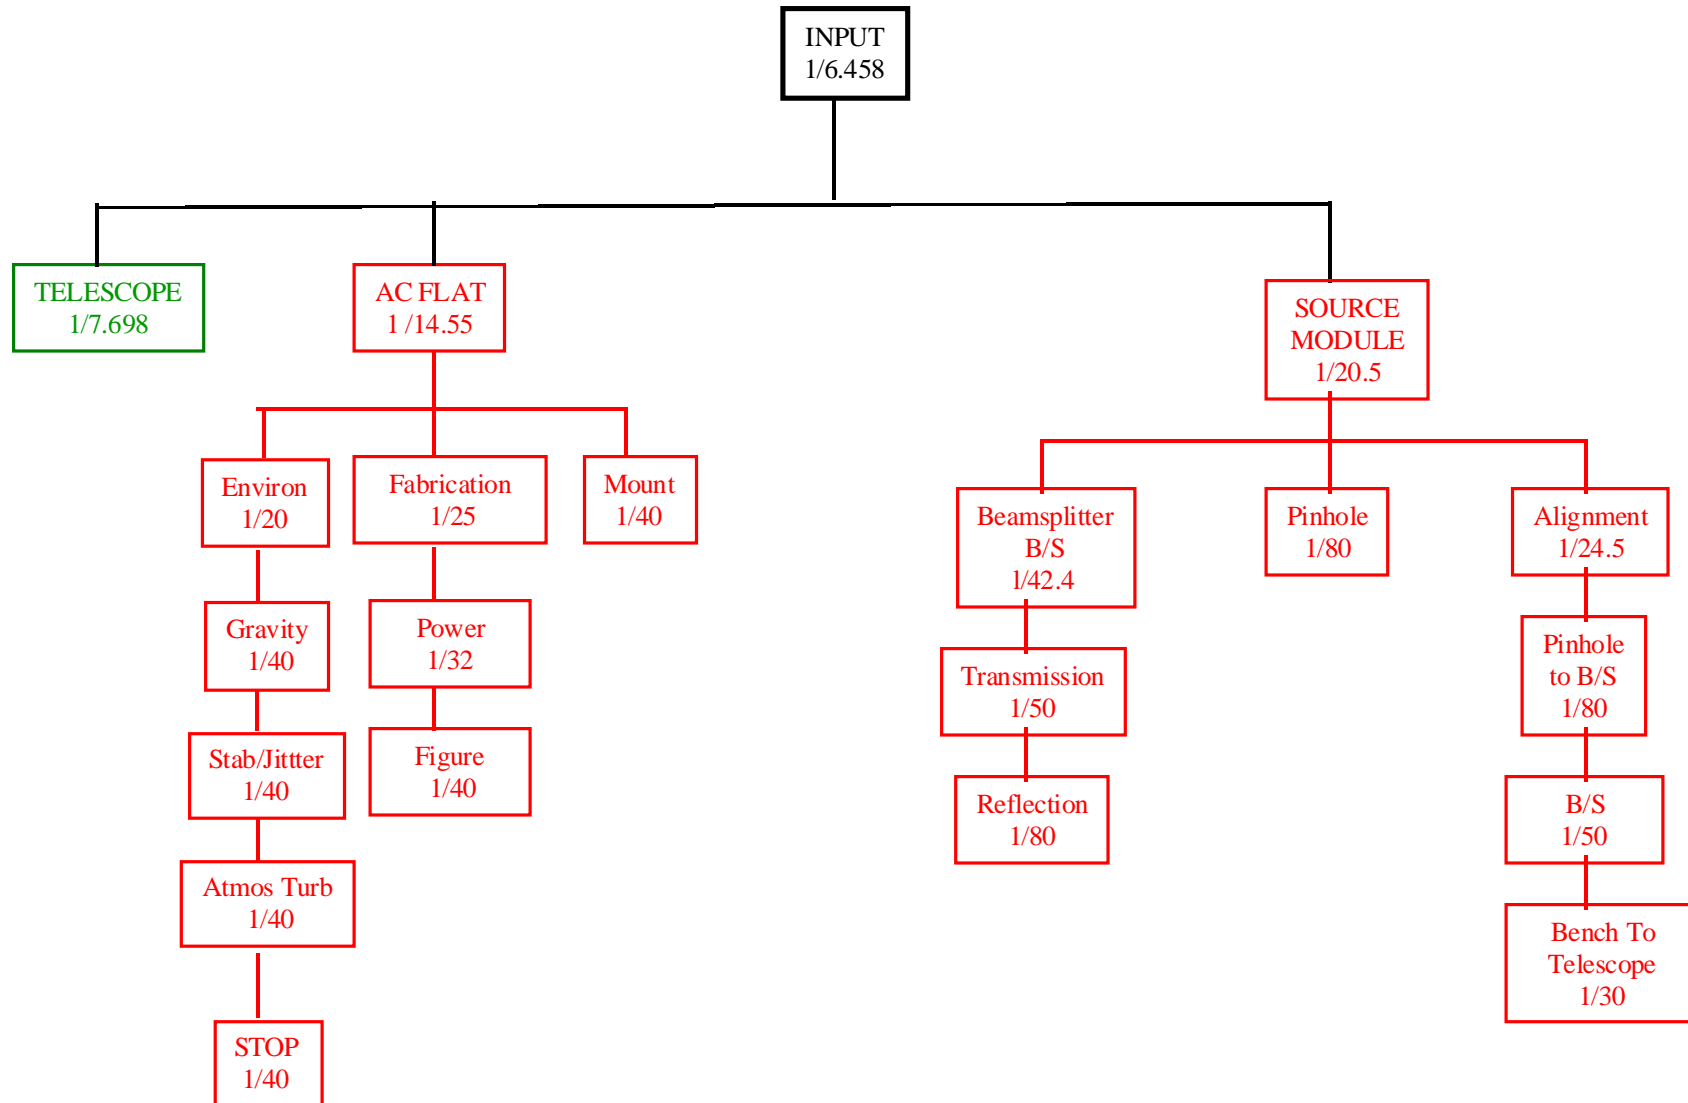 INPUT
1/6.458
TELESCOPE
1/7.698
AC FLAT
1 /14.55
SOURCE
MODULE
1/20.5
Environ
1/20
Fabrication
1/25
Mount
1/40
Beamsplitter
B/S
1/42.4
Pinhole
1/80
Alignment
1/24.5
Gravity
1/40
Power
1/32
Transmission
1/50
Pinhole
to B/S
1/80
Stab/Jittter
1/40
Figure
1/40
Reflection
1/80
B/S
1/50
Atmos Turb
1/40
Bench To
Telescope
1/30
STOP
1/40